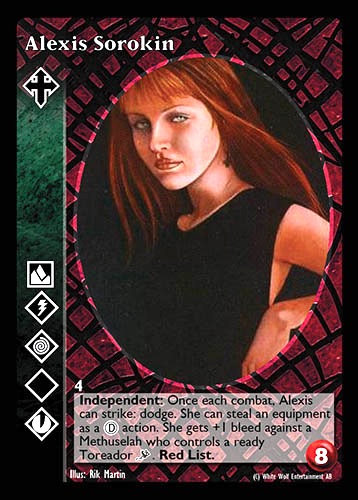 Alexis Sorokin
4
Independent: Once each combat, Alexis
can strike: dodge. She can steal an equipment
as a D action. She gets +1 bleed against a
Methuselah who controls a ready
Toreador . Red List.
8
Illus: Rik Martin
(C) White Wolf Entertainment AB